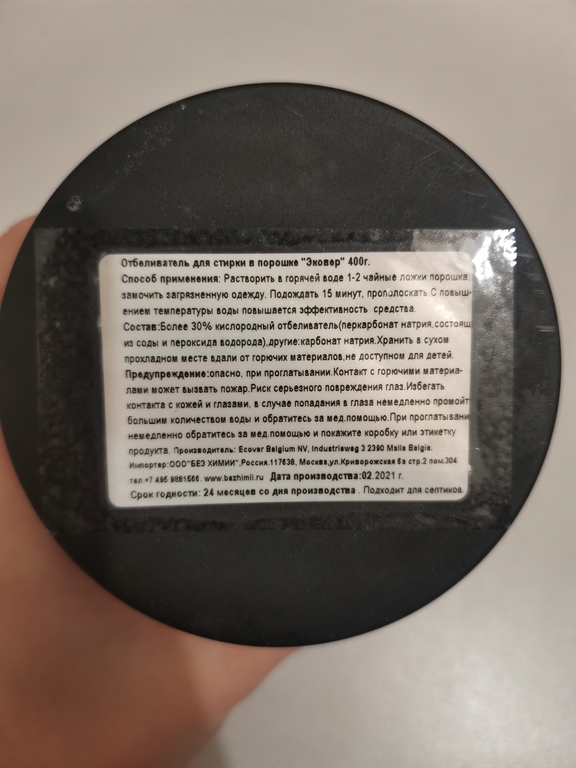 Отбеливатель для стирки в порошке "Эковер" 400г.
Способ применения: Растворить в горячей воде 1-2 чайные ложки порошка
замочить загрязненную одежду. Подождать 15 минут, прополоскать. С повыш-
ением температуры воды повышается эффективность средства.
Состав:Более 30% кислородный отбеливатель(перкарбонат натрия,состоящ
из соды и пероксида водорода),другие:карбонат натрия.Хранить в сухом
прохладном месте вдали от горючих материалов,не доступном для детей.
Предупреждение:опасно, при проглатывании.Контакт с горючими материа-
лами может вызвать пожар.Риск серьезного повреждения глаз.Избегать
контакта с кожей и глазами, в случае попадания в глаза немедленно промойт
большим количеством воды и обратитесь за мед.помощью.При проглатывани
немедленно обратитесь за мед.помощью и покажите коробку или этикетку
продукта. Производитель: Ecover Belgium NV, Industrieweg 3 2390 Malle Belgie.
Импортер:ООО"БЕЗ ХИМИИ",Россия,117638, Москва,ул.Криворожская 6а стр.2 пом.304
тел +7 495 9881566. www.bezhimii.ru Дата производства:02.2021 г.
Срок годности: 24 месяцев со дня производства . Подходит для септиков.